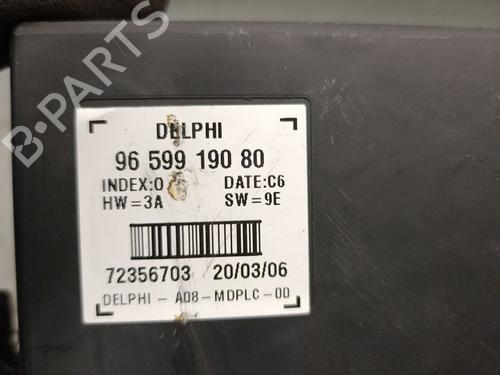 B-PARTS
DELPHI
96 599 190 80
INDEX:0 DATE:C6
HW=3A SW=9E
72356703 20/03/06
DELPHI - A08-MDPLC-00